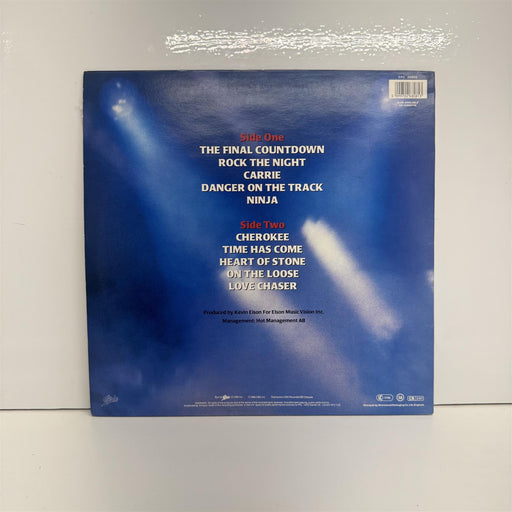 Side One
THE FINAL COUNTDOWN
ROCK THE NIGHT
CARRIE
DANGER ON THE TRACK
NINJA
Side Two
CHEROKEE
TIME HAS COME
HEART OF STONE
ON THE LOOSE
LOVE CHASER
Produced by Kevin Elson For Elson Music Vision Inc.
Management: Hot Management AB
Epic